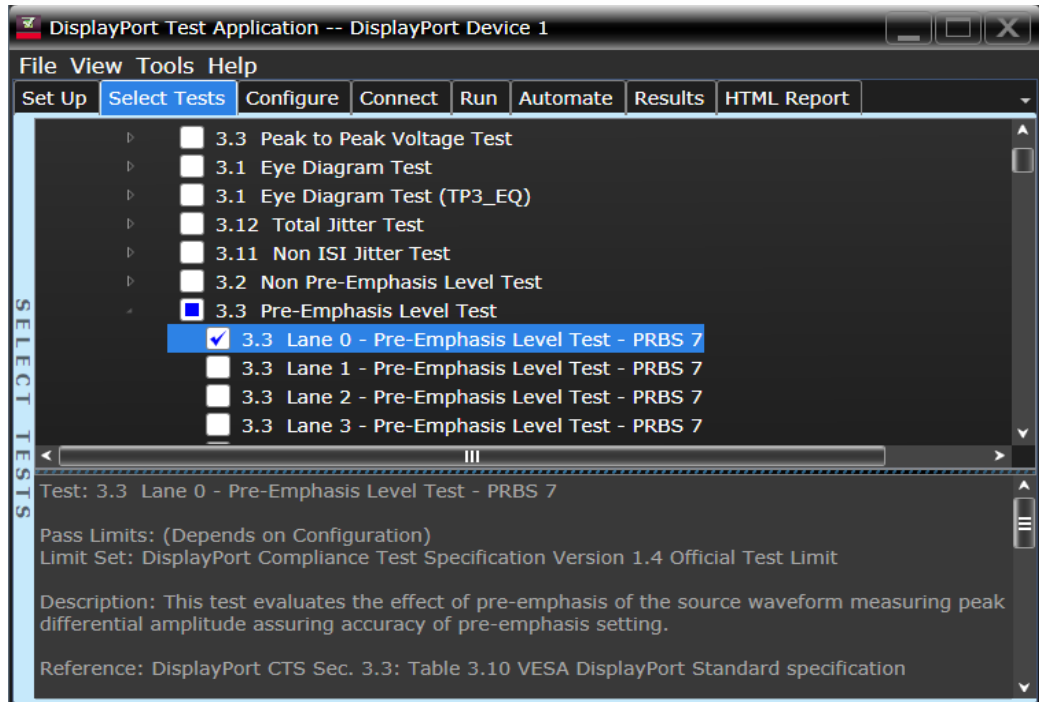 DisplayPort Test Application -- DisplayPort Device 1
File View Tools Help
Set Up Select Tests Configure Connect Run Automate Results HTML Report
3.3 Peak to Peak Voltage Test
3.1 Eye Diagram Test
3.1 Eye Diagram Test (TP3_EQ)
3.12 Total Jitter Test
3.11 Non ISI Jitter Test
3.2 Non Pre-Emphasis Level Test
3.3 Pre-Emphasis Level Test
3.3 Lane 0 - Pre-Emphasis Level Test - PRBS 7
3.3 Lane 1 - Pre-Emphasis Level Test - PRBS 7
3.3 Lane 2 - Pre-Emphasis Level Test - PRBS 7
3.3 Lane 3 - Pre-Emphasis Level Test - PRBS 7
SELECT TESTS
Test: 3.3 Lane 0 - Pre-Emphasis Level Test - PRBS 7
Pass Limits: (Depends on Configuration)
Limit Set: DisplayPort Compliance Test Specification Version 1.4 Official Test Limit
Description: This test evaluates the effect of pre-emphasis of the source waveform measuring peak
differential amplitude assuring accuracy of pre-emphasis setting.
Reference: DisplayPort CTS Sec. 3.3: Table 3.10 VESA DisplayPort Standard specification